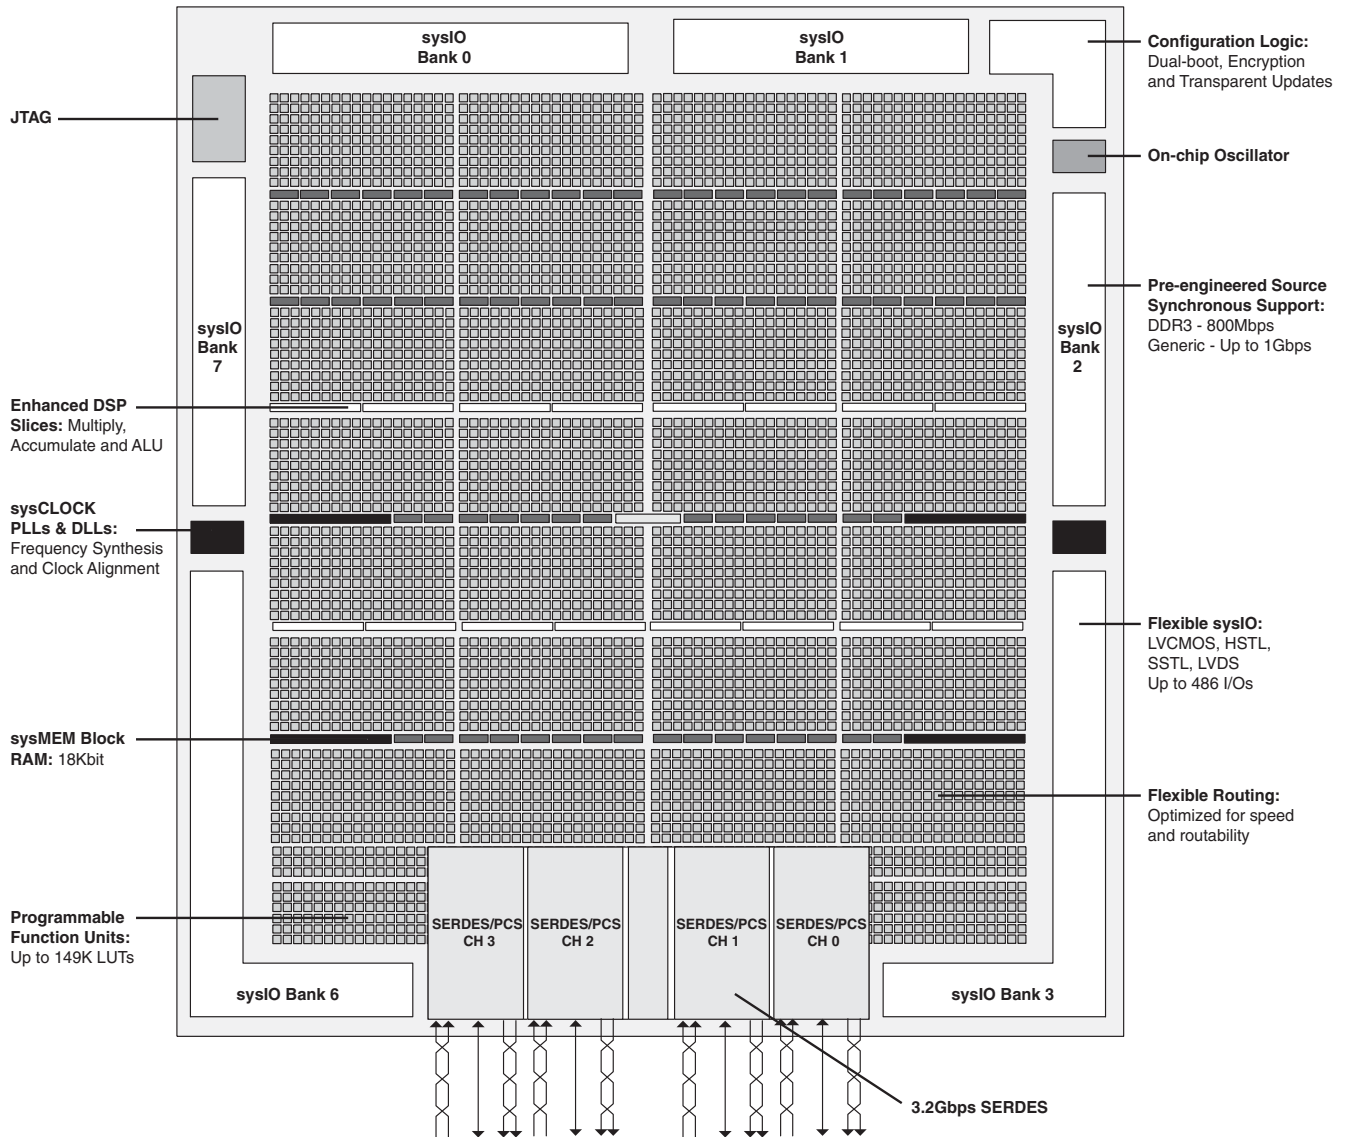 sysIO
Bank 0
sysIO
Bank 1
Configuration Logic:
Dual-boot, Encryption
and Transparent Updates
JTAG
On-chip Oscillator
sysIO
Bank
7
sysIO
Bank
2
Pre-engineered Source
Synchronous Support:
DDR3 - 800Mbps
Generic - Up to 1Gbps
Enhanced DSP
Slices: Multiply,
Accumulate and ALU
sysCLOCK
PLLs & DLLs:
Frequency Synthesis
and Clock Alignment
Flexible sysIO:
LVCMOS, HSTL,
SSTL, LVDS
Up to 486 I/Os
sysMEM Block
RAM: 18Kbit
Flexible Routing:
Optimized for speed
and routability
Programmable
Function Units:
Up to 149K LUTs
SERDES/PCS
CH 3
SERDES/PCS
CH 2
SERDES/PCS
CH 1
SERDES/PCS
CH 0
sysIO Bank 6
sysIO Bank 3
3.2Gbps SERDES